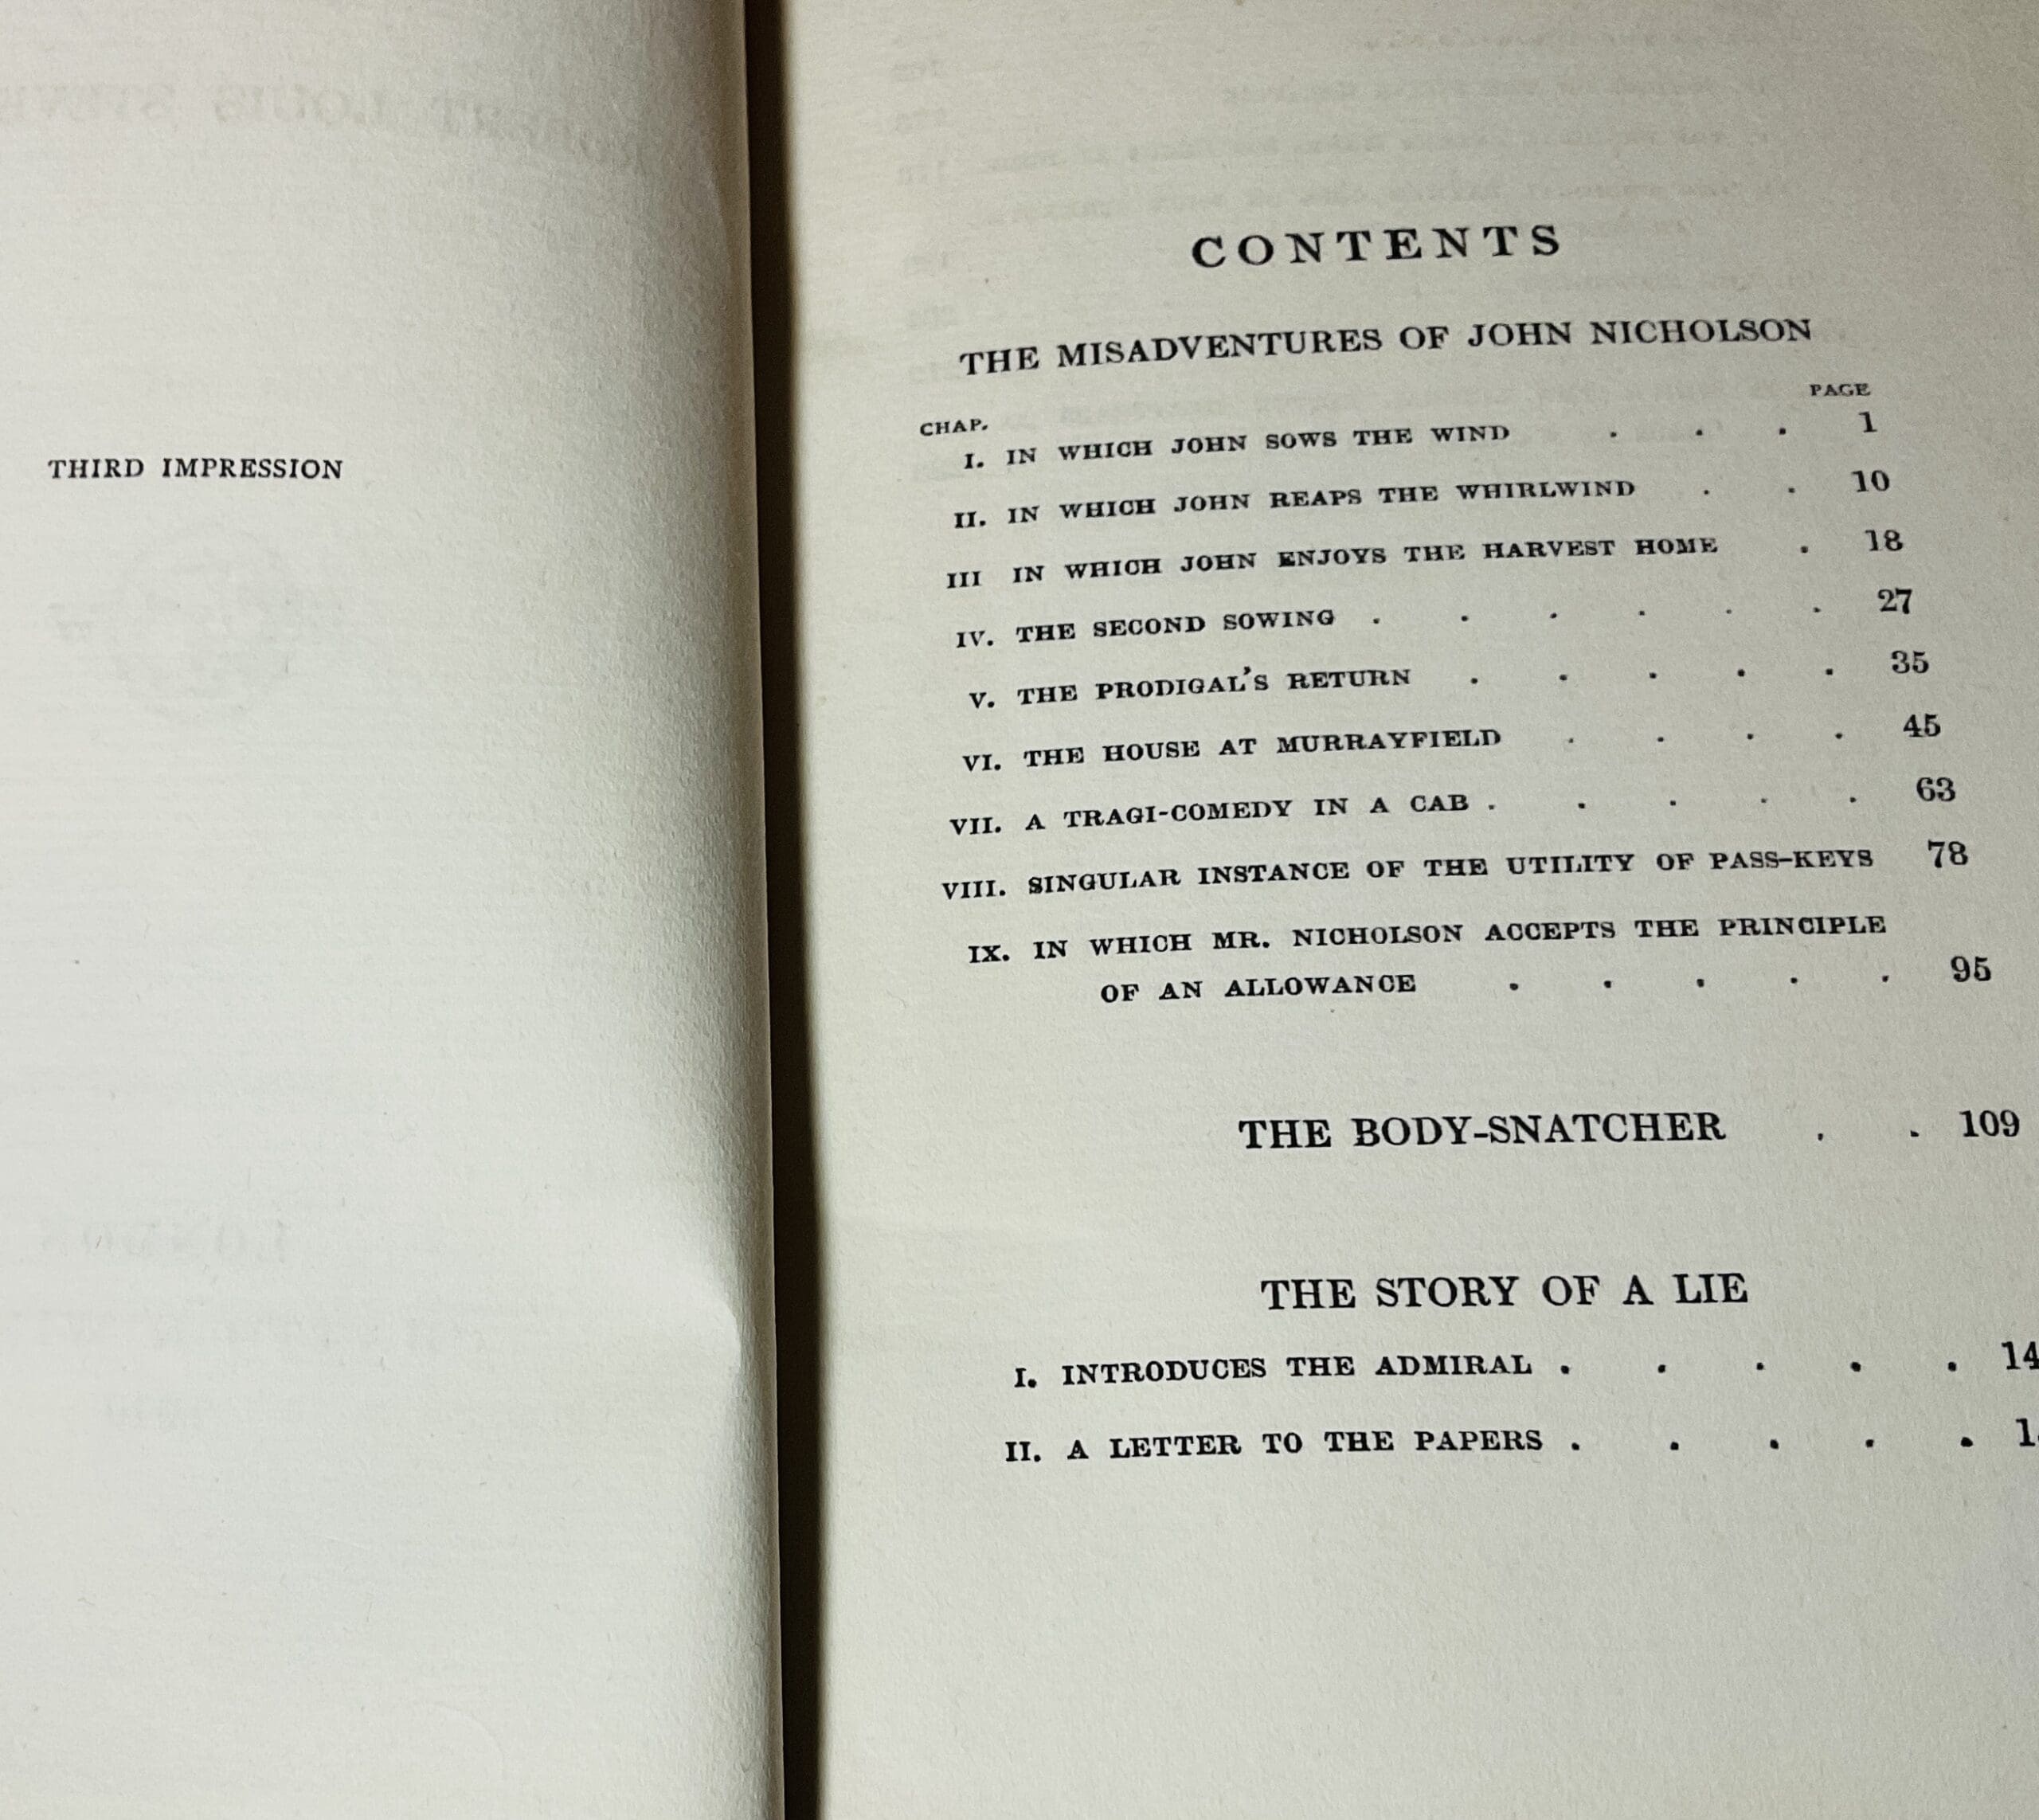 THIRD IMPRESSION
CONTENTS
THE MISADVENTURES OF JOHN NICHOLSON
CHAP. PAGE
I. IN WHICH JOHN SOWS THE WIND . . . 1
II. IN WHICH JOHN REAPS THE WHIRLWIND . . 10
III IN WHICH JOHN ENJOYS THE HARVEST HOME . 18
IV. THE SECOND SOWING . . . . . . 27
V. THE PRODIGAL'S RETURN . . . . . 35
VI. THE HOUSE AT MURRAYFIELD . . . . 45
VII. A TRAGI-COMEDY IN A CAB . . . . . 63
VIII. SINGULAR INSTANCE OF THE UTILITY OF PASS-KEYS 78
IX. IN WHICH MR. NICHOLSON ACCEPTS THE PRINCIPLE
OF AN ALLOWANCE . . . . . 95
THE BODY-SNATCHER . . 109
THE STORY OF A LIE
I. INTRODUCES THE ADMIRAL . . . . .
II. A LETTER TO THE PAPERS . . . . .